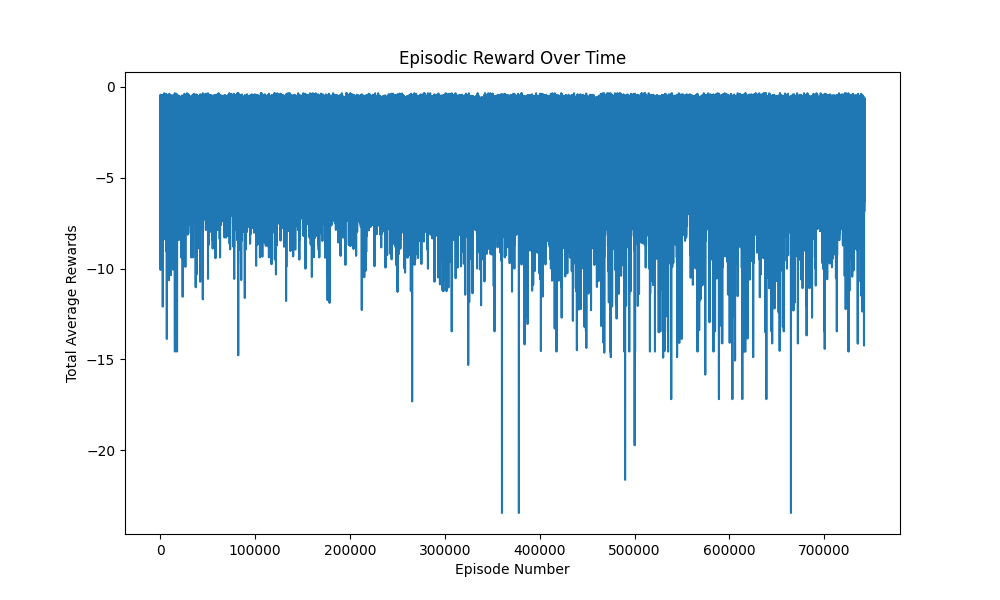 Episodic Reward Over Time
0
−5
−10
−15
−20
Total Average Rewards
0 100000 200000 300000 400000 500000 600000 700000
Episode Number